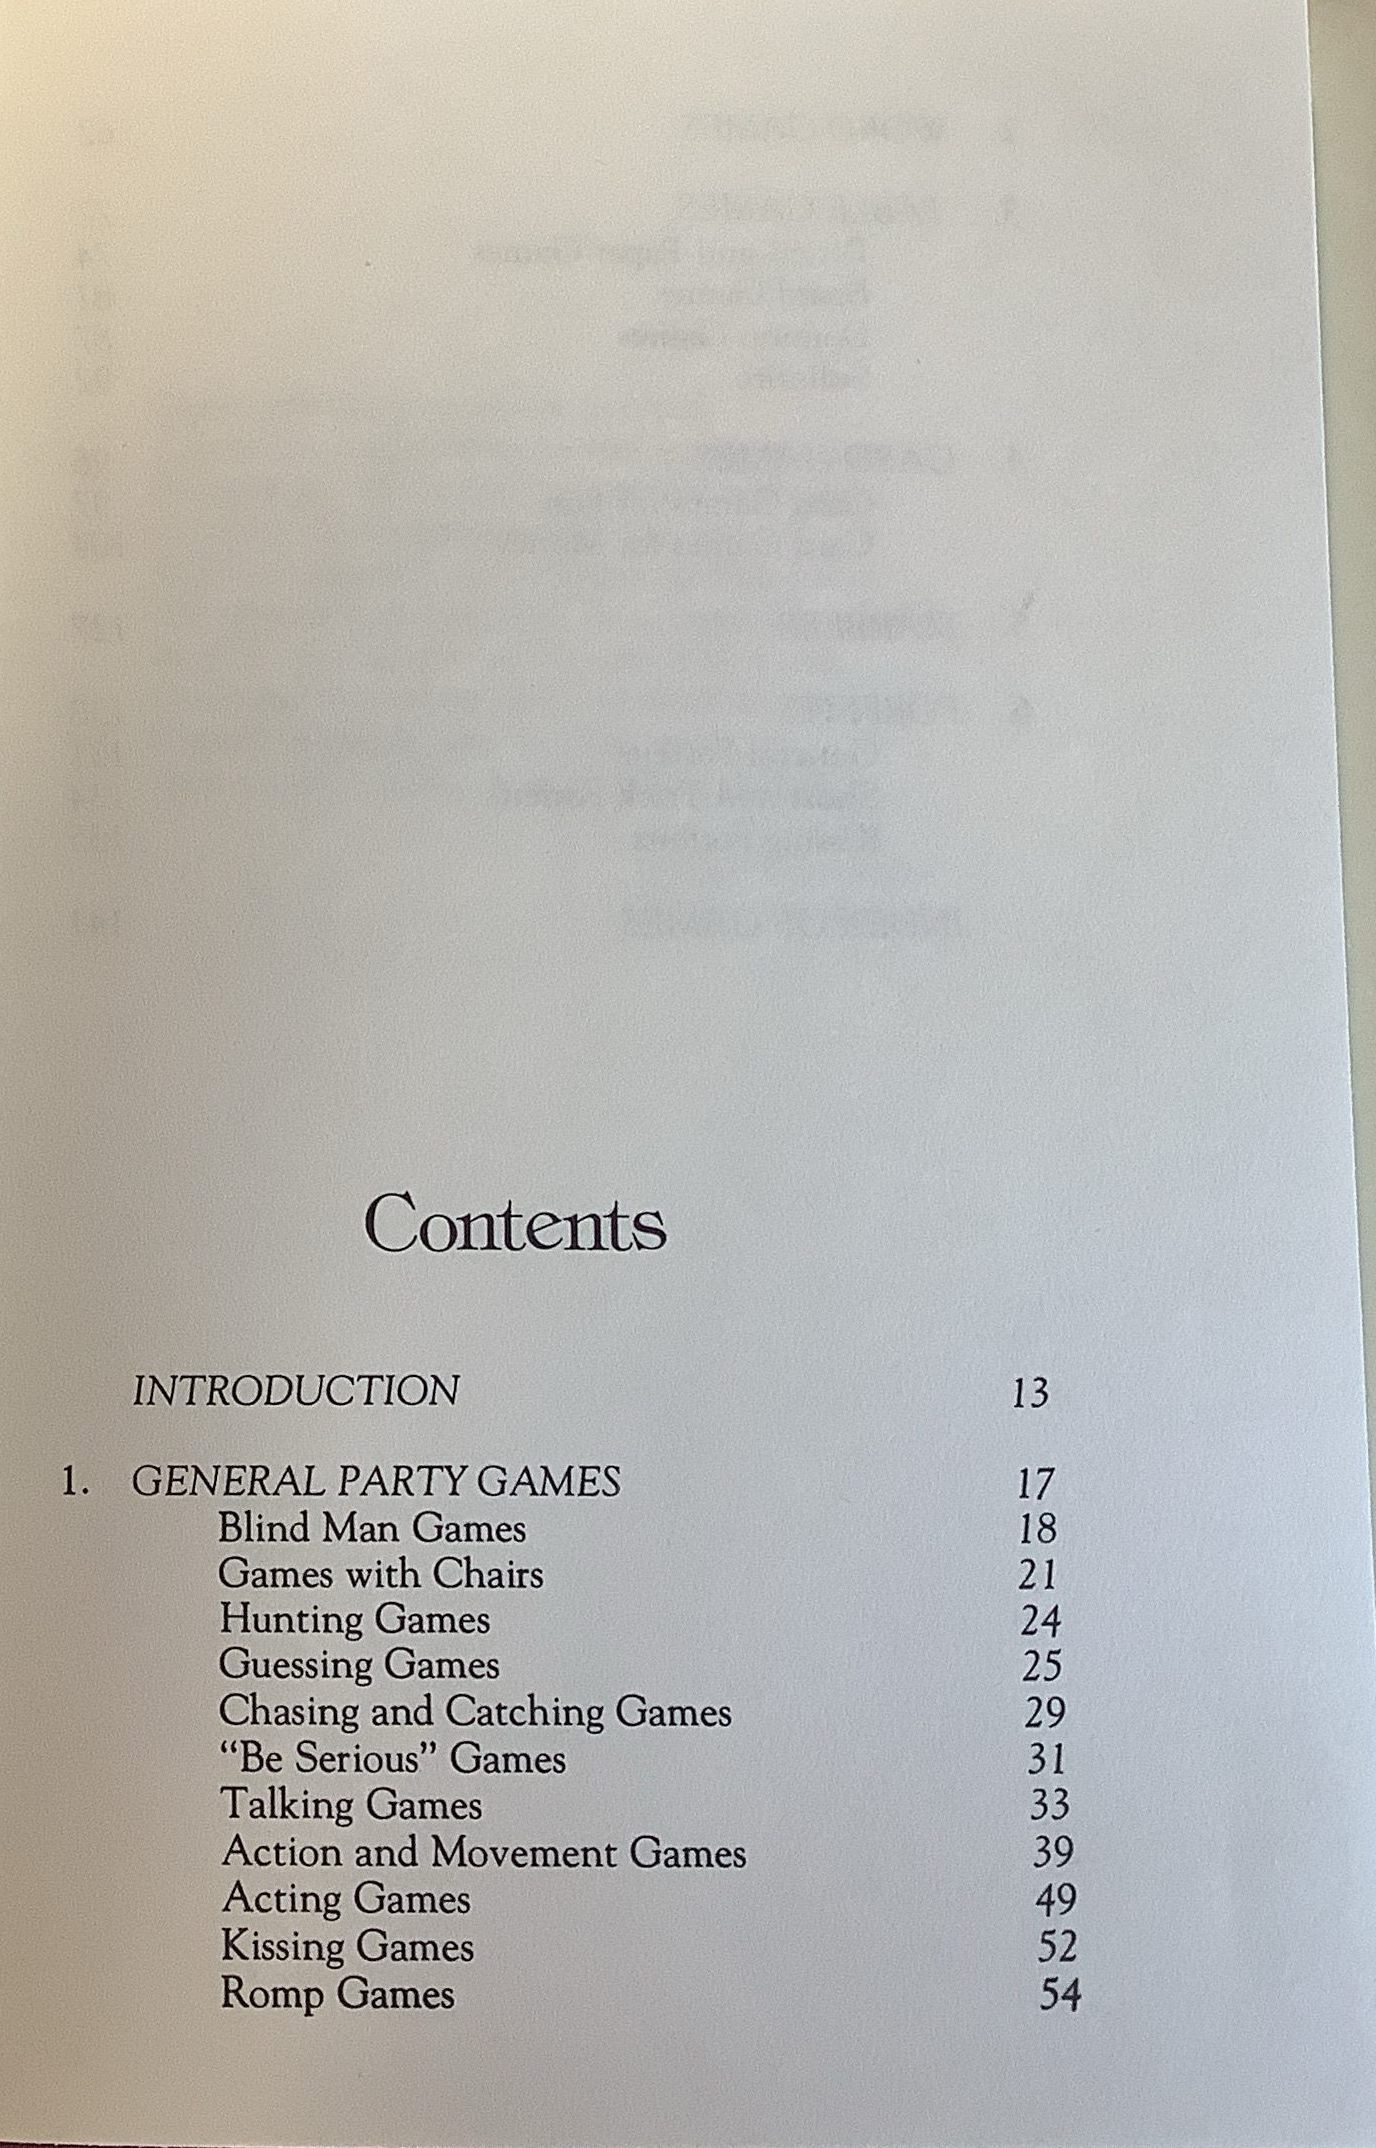 Contents
INTRODUCTION 13
1. GENERAL PARTY GAMES 17
Blind Man Games 18
Games with Chairs 21
Hunting Games 24
Guessing Games 25
Chasing and Catching Games 29
“Be Serious” Games 31
Talking Games 33
Action and Movement Games 39
Acting Games 49
Kissing Games 52
Romp Games 54